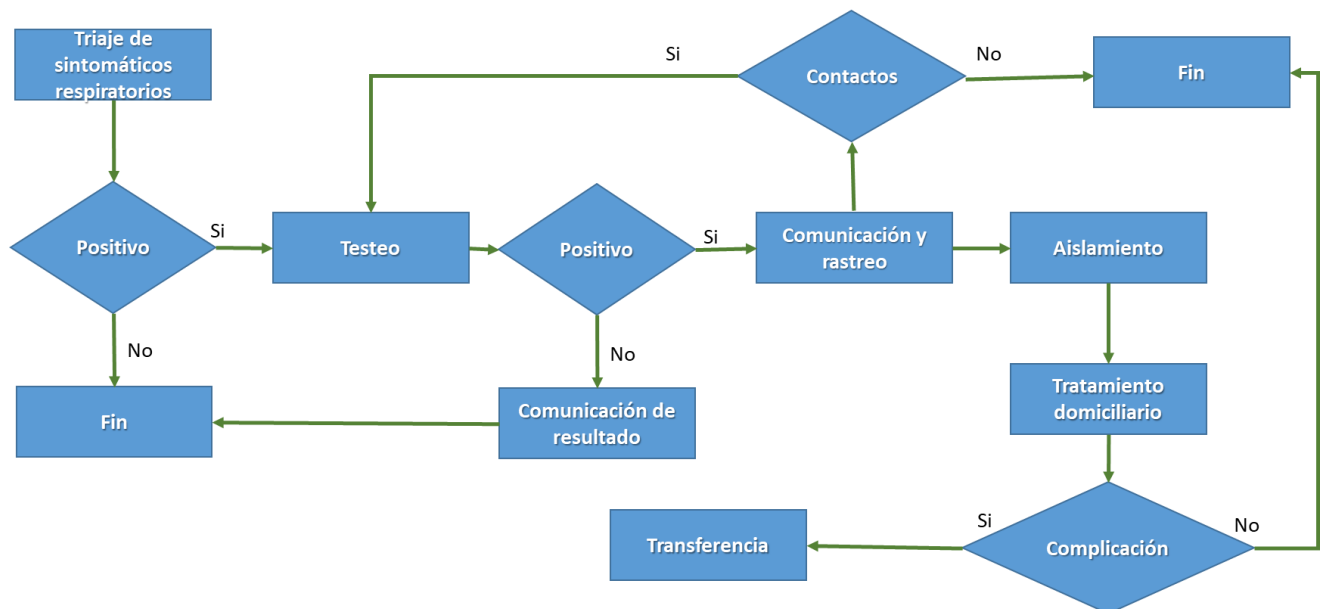 Triaje de
sintomáticos
respiratorios
Si
Contactos
No
Fin
Positivo
Si
Testeo
Positivo
Si
Comunicación y
rastreo
Aislamiento
No
No
Fin
Comunicación de
resultado
Tratamiento
domiciliario
Transferencia
Si
Complicación
No